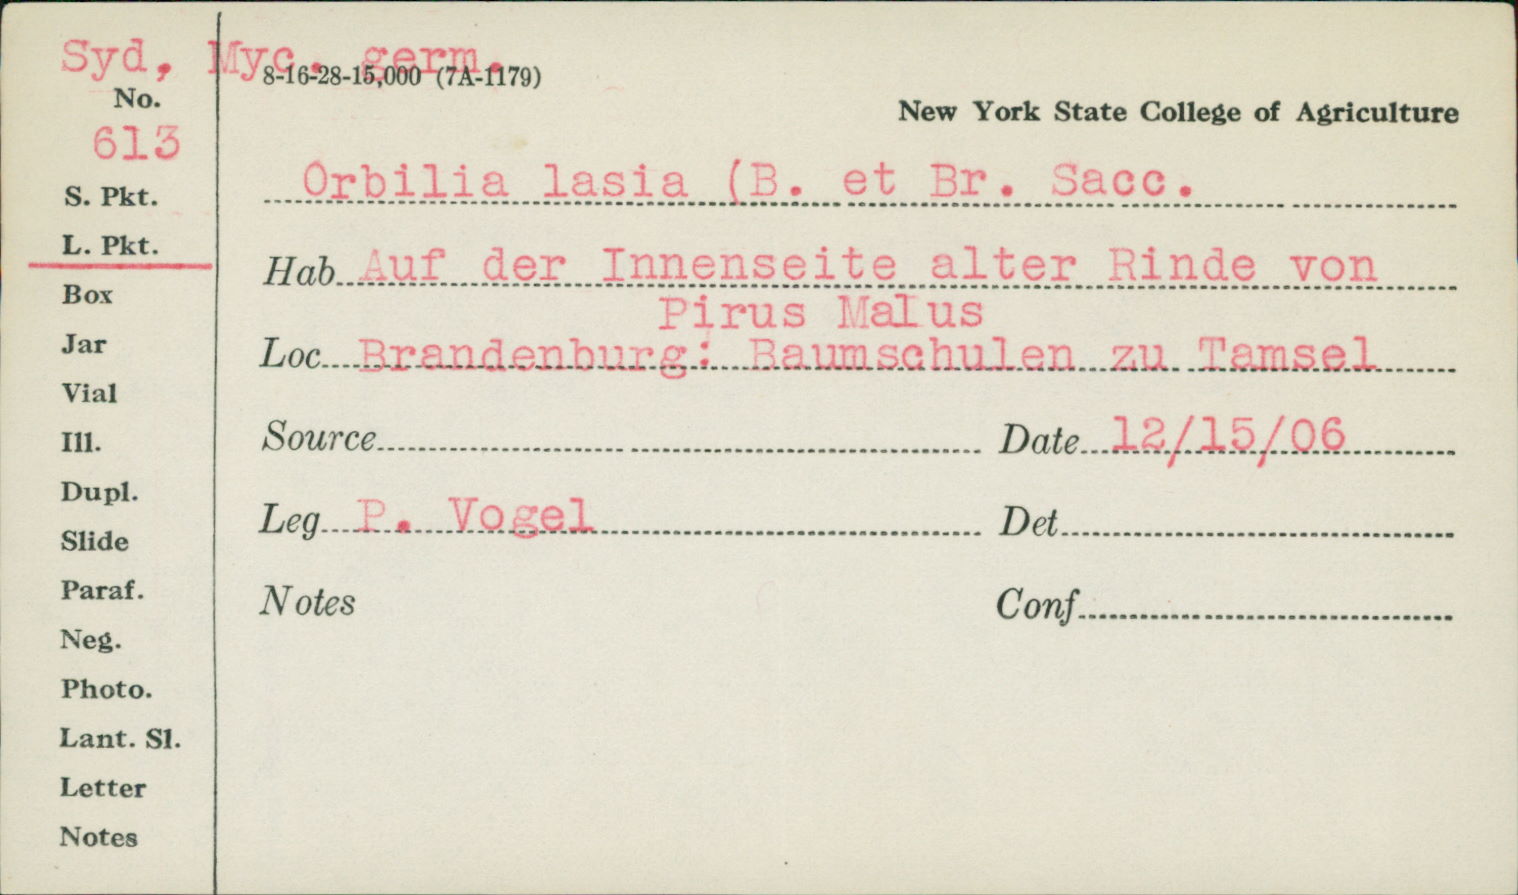 Syd, Myc. germ.
8-16-28-15,000 (7A-1179)
No.
New York State College of Agriculture
613
Orbilia lasia (B. et Br. Sacc.
S. Pkt.
L. Pkt.
Hab. Auf der Innenseite alter Rinde von
Pirus Malus
Box
Jar
Loc. Brandenburg: Baumschulen zu Tamsel
Vial
Ill.
Source
Date 12/15/06
Dupl.
Slide
Leg. P. Vogel
Det.
Paraf.
Notes
Conf.
Neg.
Photo.
Lant. Sl.
Letter
Notes